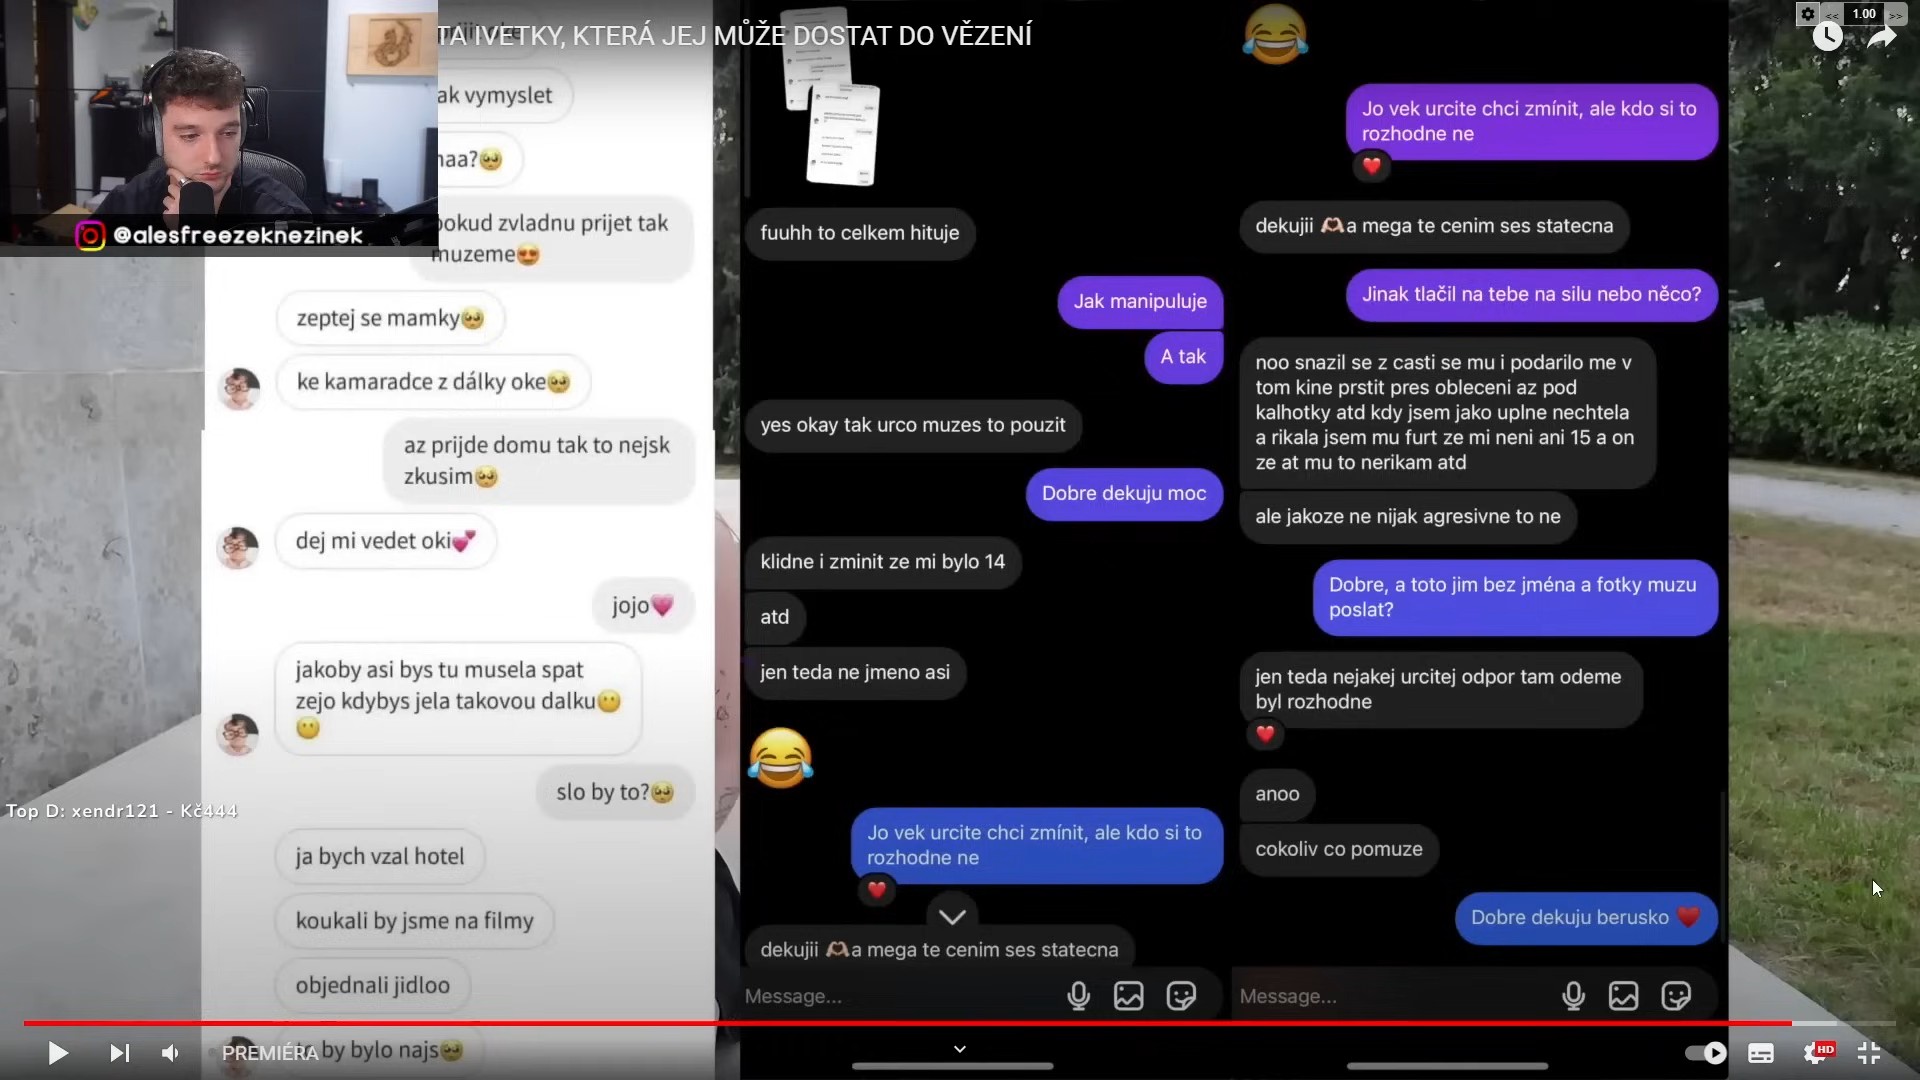 TA IVETKY, KTERÁ JEJ MŮŽE DOSTAT DO VĚZENÍ
1.00
@alesfreezeknezinek
ak vymyslet
naa?🥺
pokud zvladnu prijet tak
muzeme😍
zeptej se mamky🥺
ke kamaradce z dálky oke🥺
az prijde domu tak to nejsk
zkusim🥺
dej mi vedet oki💕
jojo💗
jakoby asi bys tu musela spat
zejo kdybys jela takovou dalku😶
😶
slo by to?🥺
ja bych vzal hotel
koukali by jsme na filmy
objednali jidloo
by bylo najs🥺
Top D: xendr121 - Kč444
fuuhh to celkem hituje
Jak manipuluje
A tak
yes okay tak urco muzes to pouzit
Dobre dekuju moc
klidne i zminit ze mi bylo 14
atd
jen teda ne jmeno asi
😂
Jo vek urcite chci zmínit, ale kdo si to
rozhodne ne
❤️
dekujii 🫶🏼a mega te cenim ses statecna
Message...
😂
Jo vek urcite chci zmínit, ale kdo si to
rozhodne ne
❤️
dekujii 🫶🏼a mega te cenim ses statecna
Jinak tlačil na tebe na silu nebo něco?
noo snazil se z casti se mu i podarilo me v
tom kine prstit pres obleceni az pod
kalhotky atd kdy jsem jako uplne nechtela
a rikala jsem mu furt ze mi neni ani 15 a on
ze at mu to nerikam atd
ale jakoze ne nijak agresivne to ne
Dobre, a toto jim bez jména a fotky muzu
poslat?
jen teda nejakej urcitej odpor tam odeme
byl rozhodne
❤️
anoo
cokoliv co pomuze
Dobre dekuju berusko ♥️
Message...
PREMIÉRA
HD